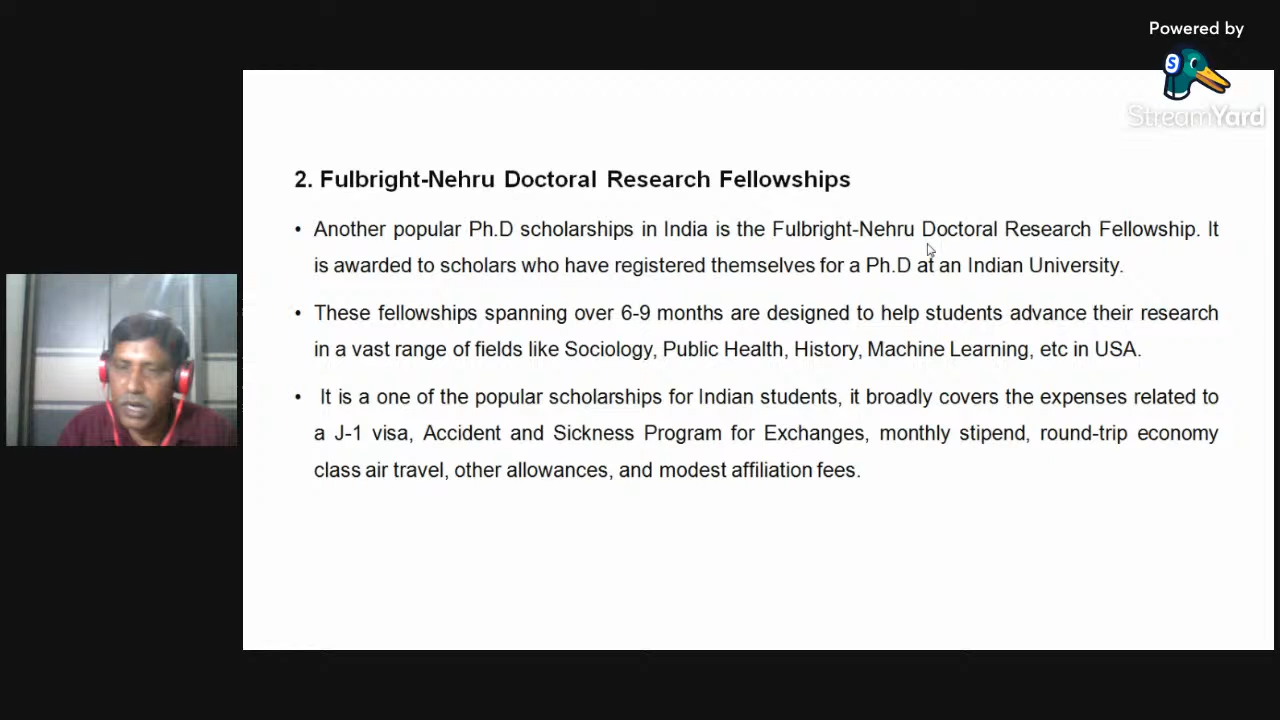 Powered by
S
StreamYard
2. Fulbright-Nehru Doctoral Research Fellowships
• Another popular Ph.D scholarships in India is the Fulbright-Nehru Doctoral Research Fellowship. It
is awarded to scholars who have registered themselves for a Ph.D at an Indian University.
• These fellowships spanning over 6-9 months are designed to help students advance their research
in a vast range of fields like Sociology, Public Health, History, Machine Learning, etc in USA.
• It is a one of the popular scholarships for Indian students, it broadly covers the expenses related to
a J-1 visa, Accident and Sickness Program for Exchanges, monthly stipend, round-trip economy
class air travel, other allowances, and modest affiliation fees.